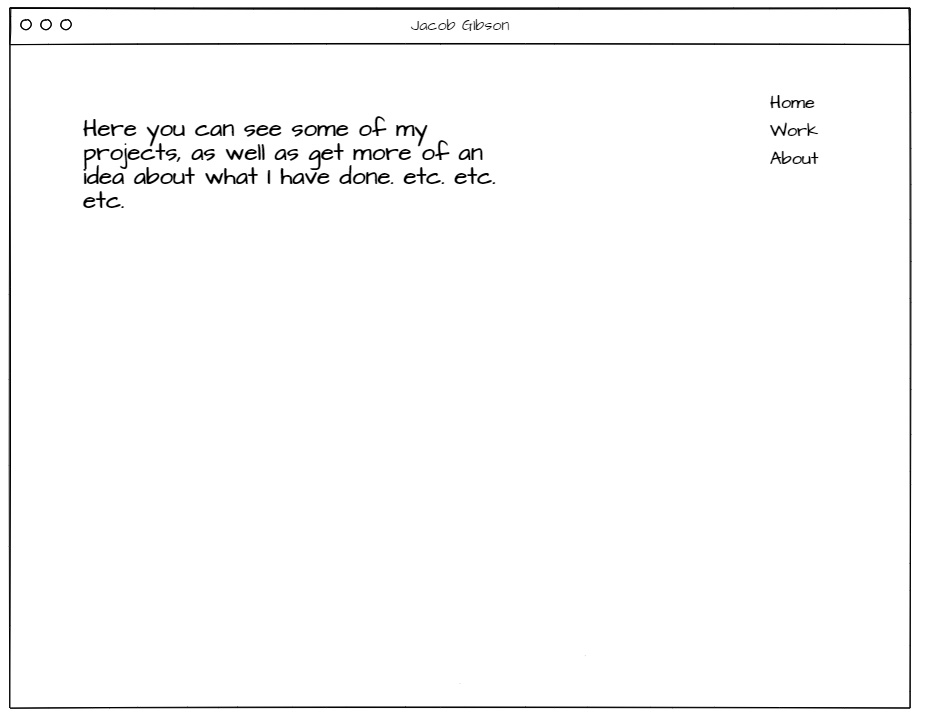 Jacob Gibson
Home
Here you can see some of my
Work
projects, as well as get more of an
About
idea about what I have done. etc. etc.
etc.